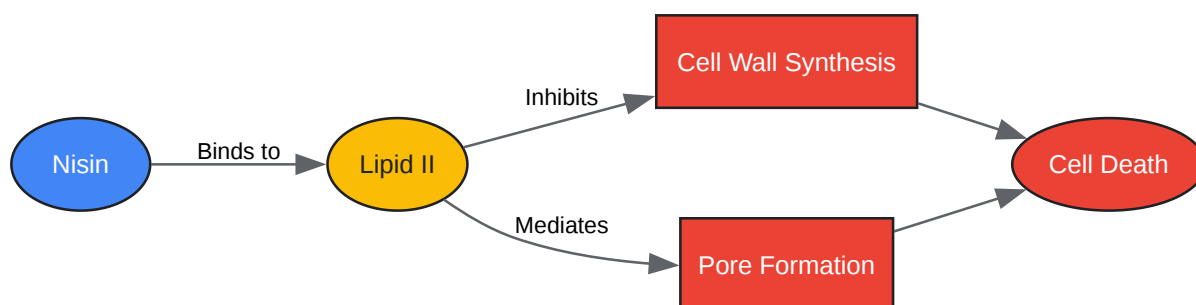 Nisin
Binds to
Lipid II
Inhibits
Cell Wall Synthesis
Mediates
Pore Formation
Cell Death